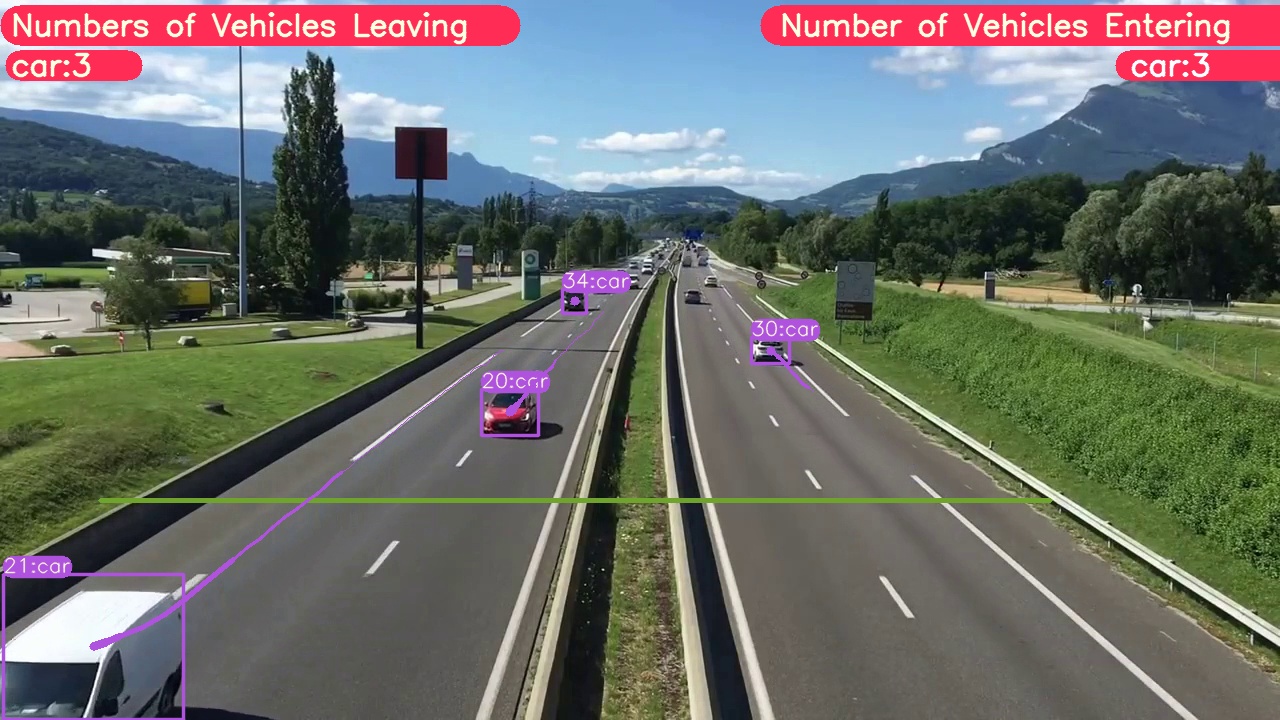 Numbers of Vehicles Leaving
Number of Vehicles Entering
car:3
car:3
34:car
30:car
20:car
21:car